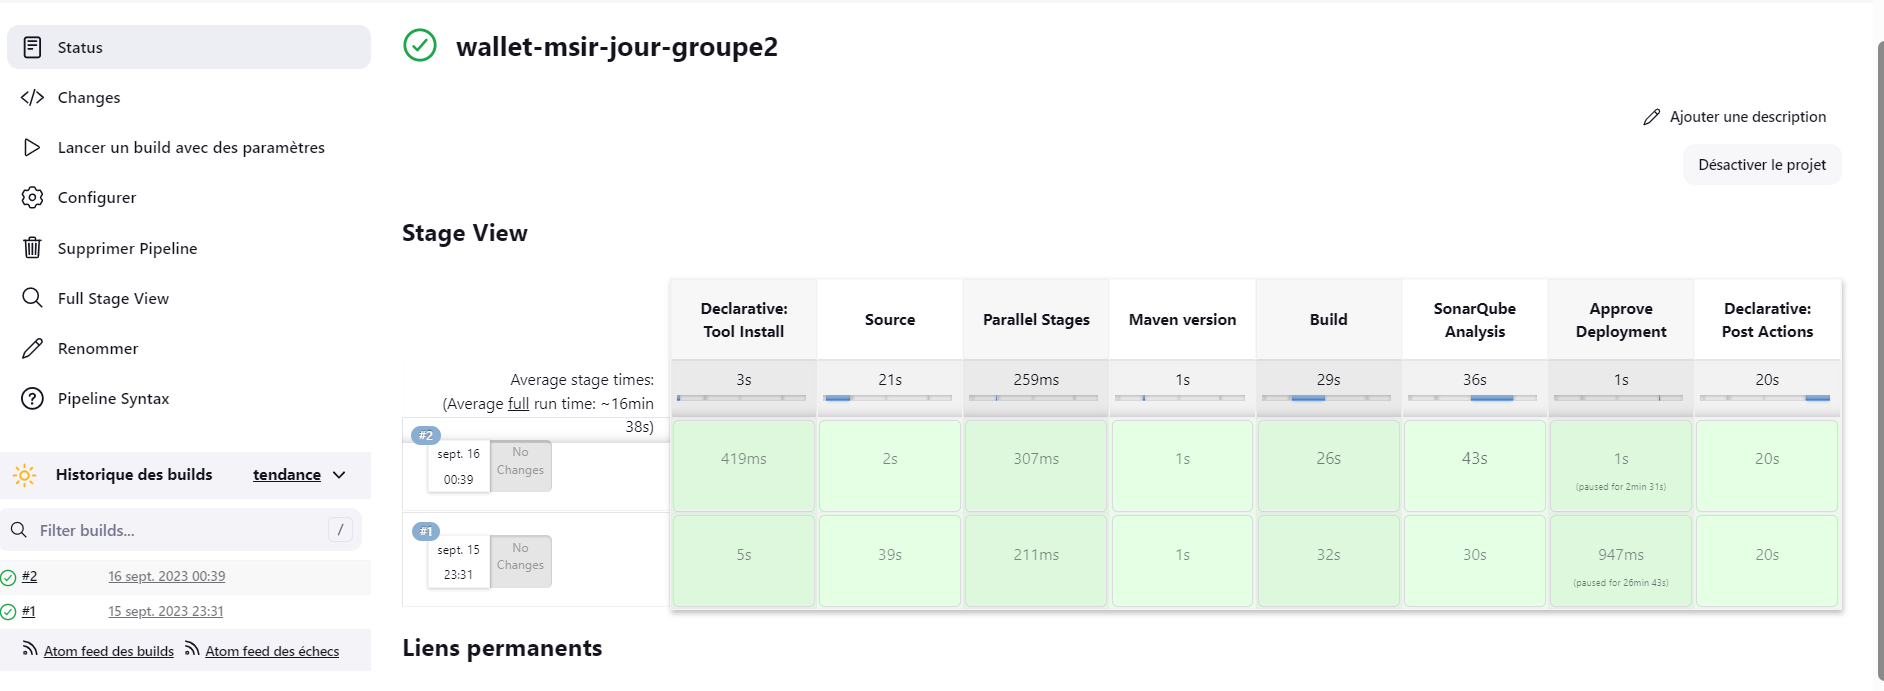 Status
Changes
Lancer un build avec des paramètres
Configurer
Supprimer Pipeline
Full Stage View
Renommer
Pipeline Syntax
Historique des builds
tendance
Filter builds...
/
#2
16 sept. 2023 00:39
#1
15 sept. 2023 23:31
Atom feed des builds
Atom feed des échecs
wallet-msir-jour-groupe2
Ajouter une description
Désactiver le projet
Stage View
Declarative:
Tool Install
Source
Parallel Stages
Maven version
Build
SonarQube
Analysis
Approve
Deployment
Declarative:
Post Actions
Average stage times:
(Average full run time: ~16min
38s)
3s
21s
259ms
1s
29s
36s
1s
20s
#2
sept. 16
00:39
No
Changes
419ms
2s
307ms
1s
26s
43s
1s
(paused for 2min 31s)
20s
#1
sept. 15
23:31
No
Changes
5s
39s
211ms
1s
32s
30s
947ms
(paused for 26min 43s)
20s
Liens permanents